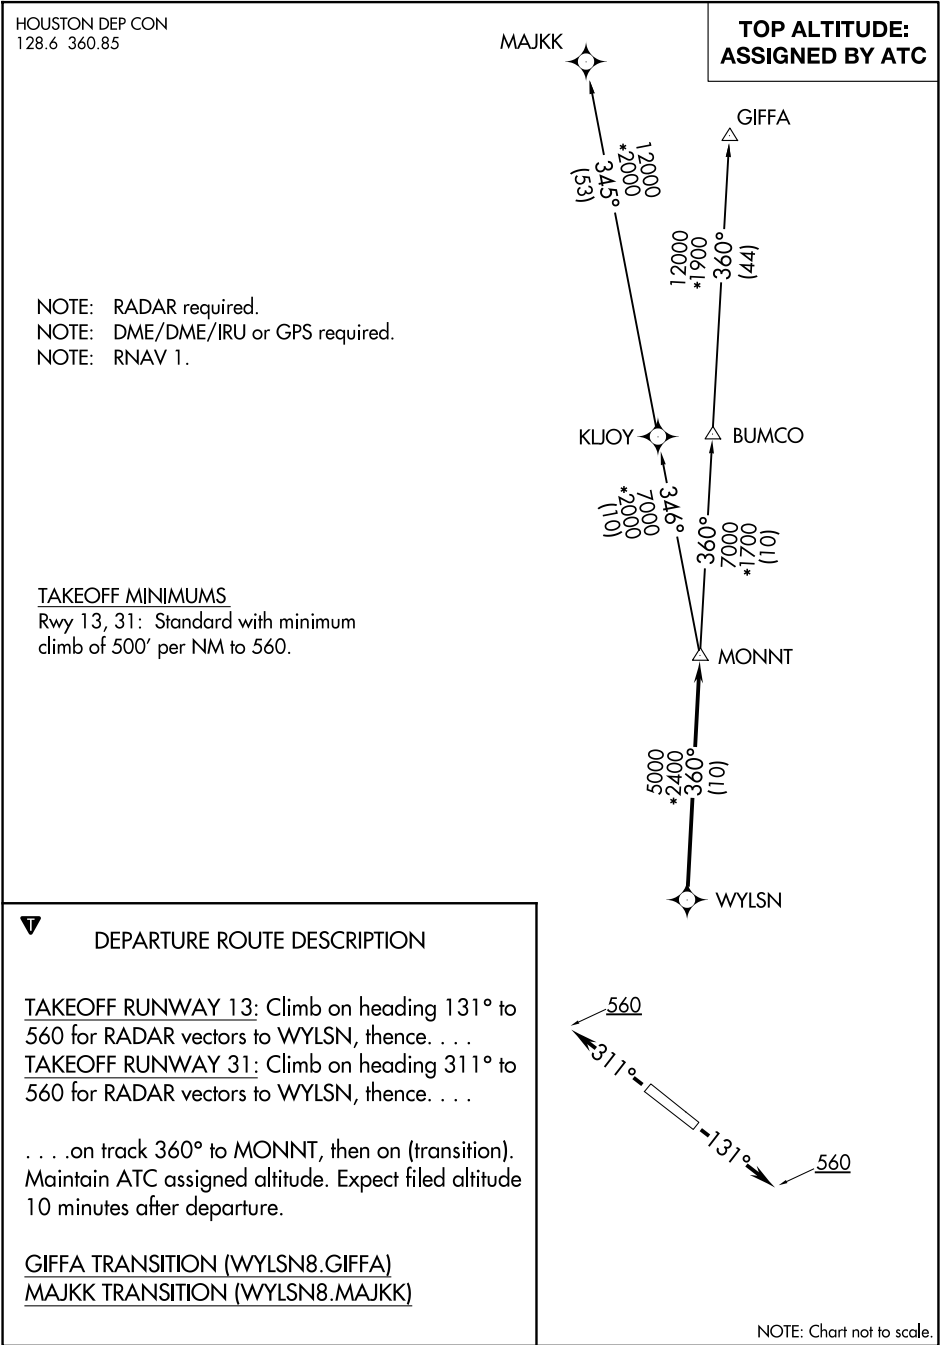 HOUSTON DEP CON
128.6 360.85
TOP ALTITUDE:
ASSIGNED BY ATC
MAJKK
GIFFA
12000
*2000
345°
(53)
12000
*1900
360°
(44)
NOTE: RADAR required.
NOTE: DME/DME/IRU or GPS required.
NOTE: RNAV 1.
KIJOY
BUMCO
346°
7000
*2000
(10)
360°
7000
*1700
(10)
TAKEOFF MINIMUMS
Rwy 13, 31: Standard with minimum
climb of 500' per NM to 560.
MONNT
5000
*2400
360°
(10)
WYLSN
T
DEPARTURE ROUTE DESCRIPTION
TAKEOFF RUNWAY 13: Climb on heading 131° to
560 for RADAR vectors to WYLSN, thence. . . .
TAKEOFF RUNWAY 31: Climb on heading 311° to
560 for RADAR vectors to WYLSN, thence. . . .
. . . .on track 360° to MONNT, then on (transition).
Maintain ATC assigned altitude. Expect filed altitude
10 minutes after departure.
GIFFA TRANSITION (WYLSN8.GIFFA)
MAJKK TRANSITION (WYLSN8.MAJKK)
560
311°
131°
560
NOTE: Chart not to scale.